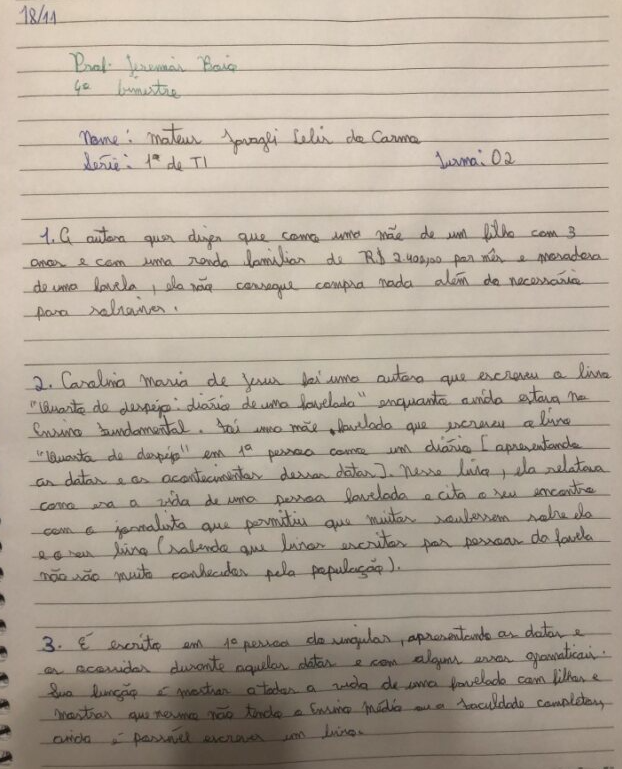 18/11
Prof. Jeremias Baia
4º bimestre
Nome: Mateus Lelis do Carmo
Série: 1ª de TI Turma: 02
1. A autora quer dizer que como uma mãe de um filho com 3
anos e com uma renda familiar de R$ 2.400,00 por mês e moradora
de uma favela, ela não consegue compra nada além do necessário
para sobreviver.
2. Carolina Maria de Jesus foi uma autora que escreveu o livro
"Quarto de despejo: diário de uma favelada" enquanto ainda estava no
Ensino Fundamental. Foi uma mãe favelada que escreveu o livro
"Quarto de despejo" em 1ª pessoa como um diário [apresentando
as datas e os acontecimentos dessas datas]. Nesse livro, ela relatava
como era a vida de uma pessoa favelada e cita o seu encontro
com o jornalista que permitiu que muitos soubessem sobre ela
e o seu livro (sabendo que livros escritos por pessoas da favela
não são muito conhecidos pela população).
3. É escrito em 1ª pessoa do singular, apresentando as datas e
os ocorridos durante aquelas datas e com alguns erros gramaticais.
Sua função é mostrar a todos a vida de uma favelada com filhos e
mostrar que mesmo não tendo o Ensino Médio ou a faculdade completos,
ainda é possível escrever um livro.